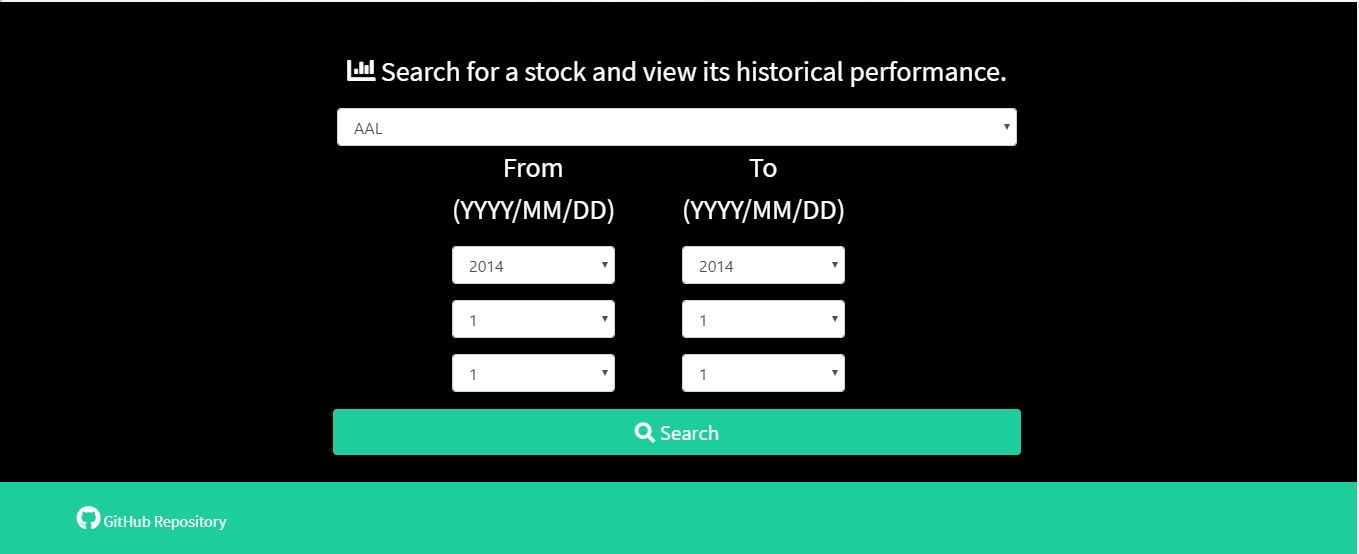 Search for a stock and view its historical performance.
AAL
From To
(YYYY/MM/DD) (YYYY/MM/DD)
2014 2014
1 1
1 1
Search
GitHub Repository